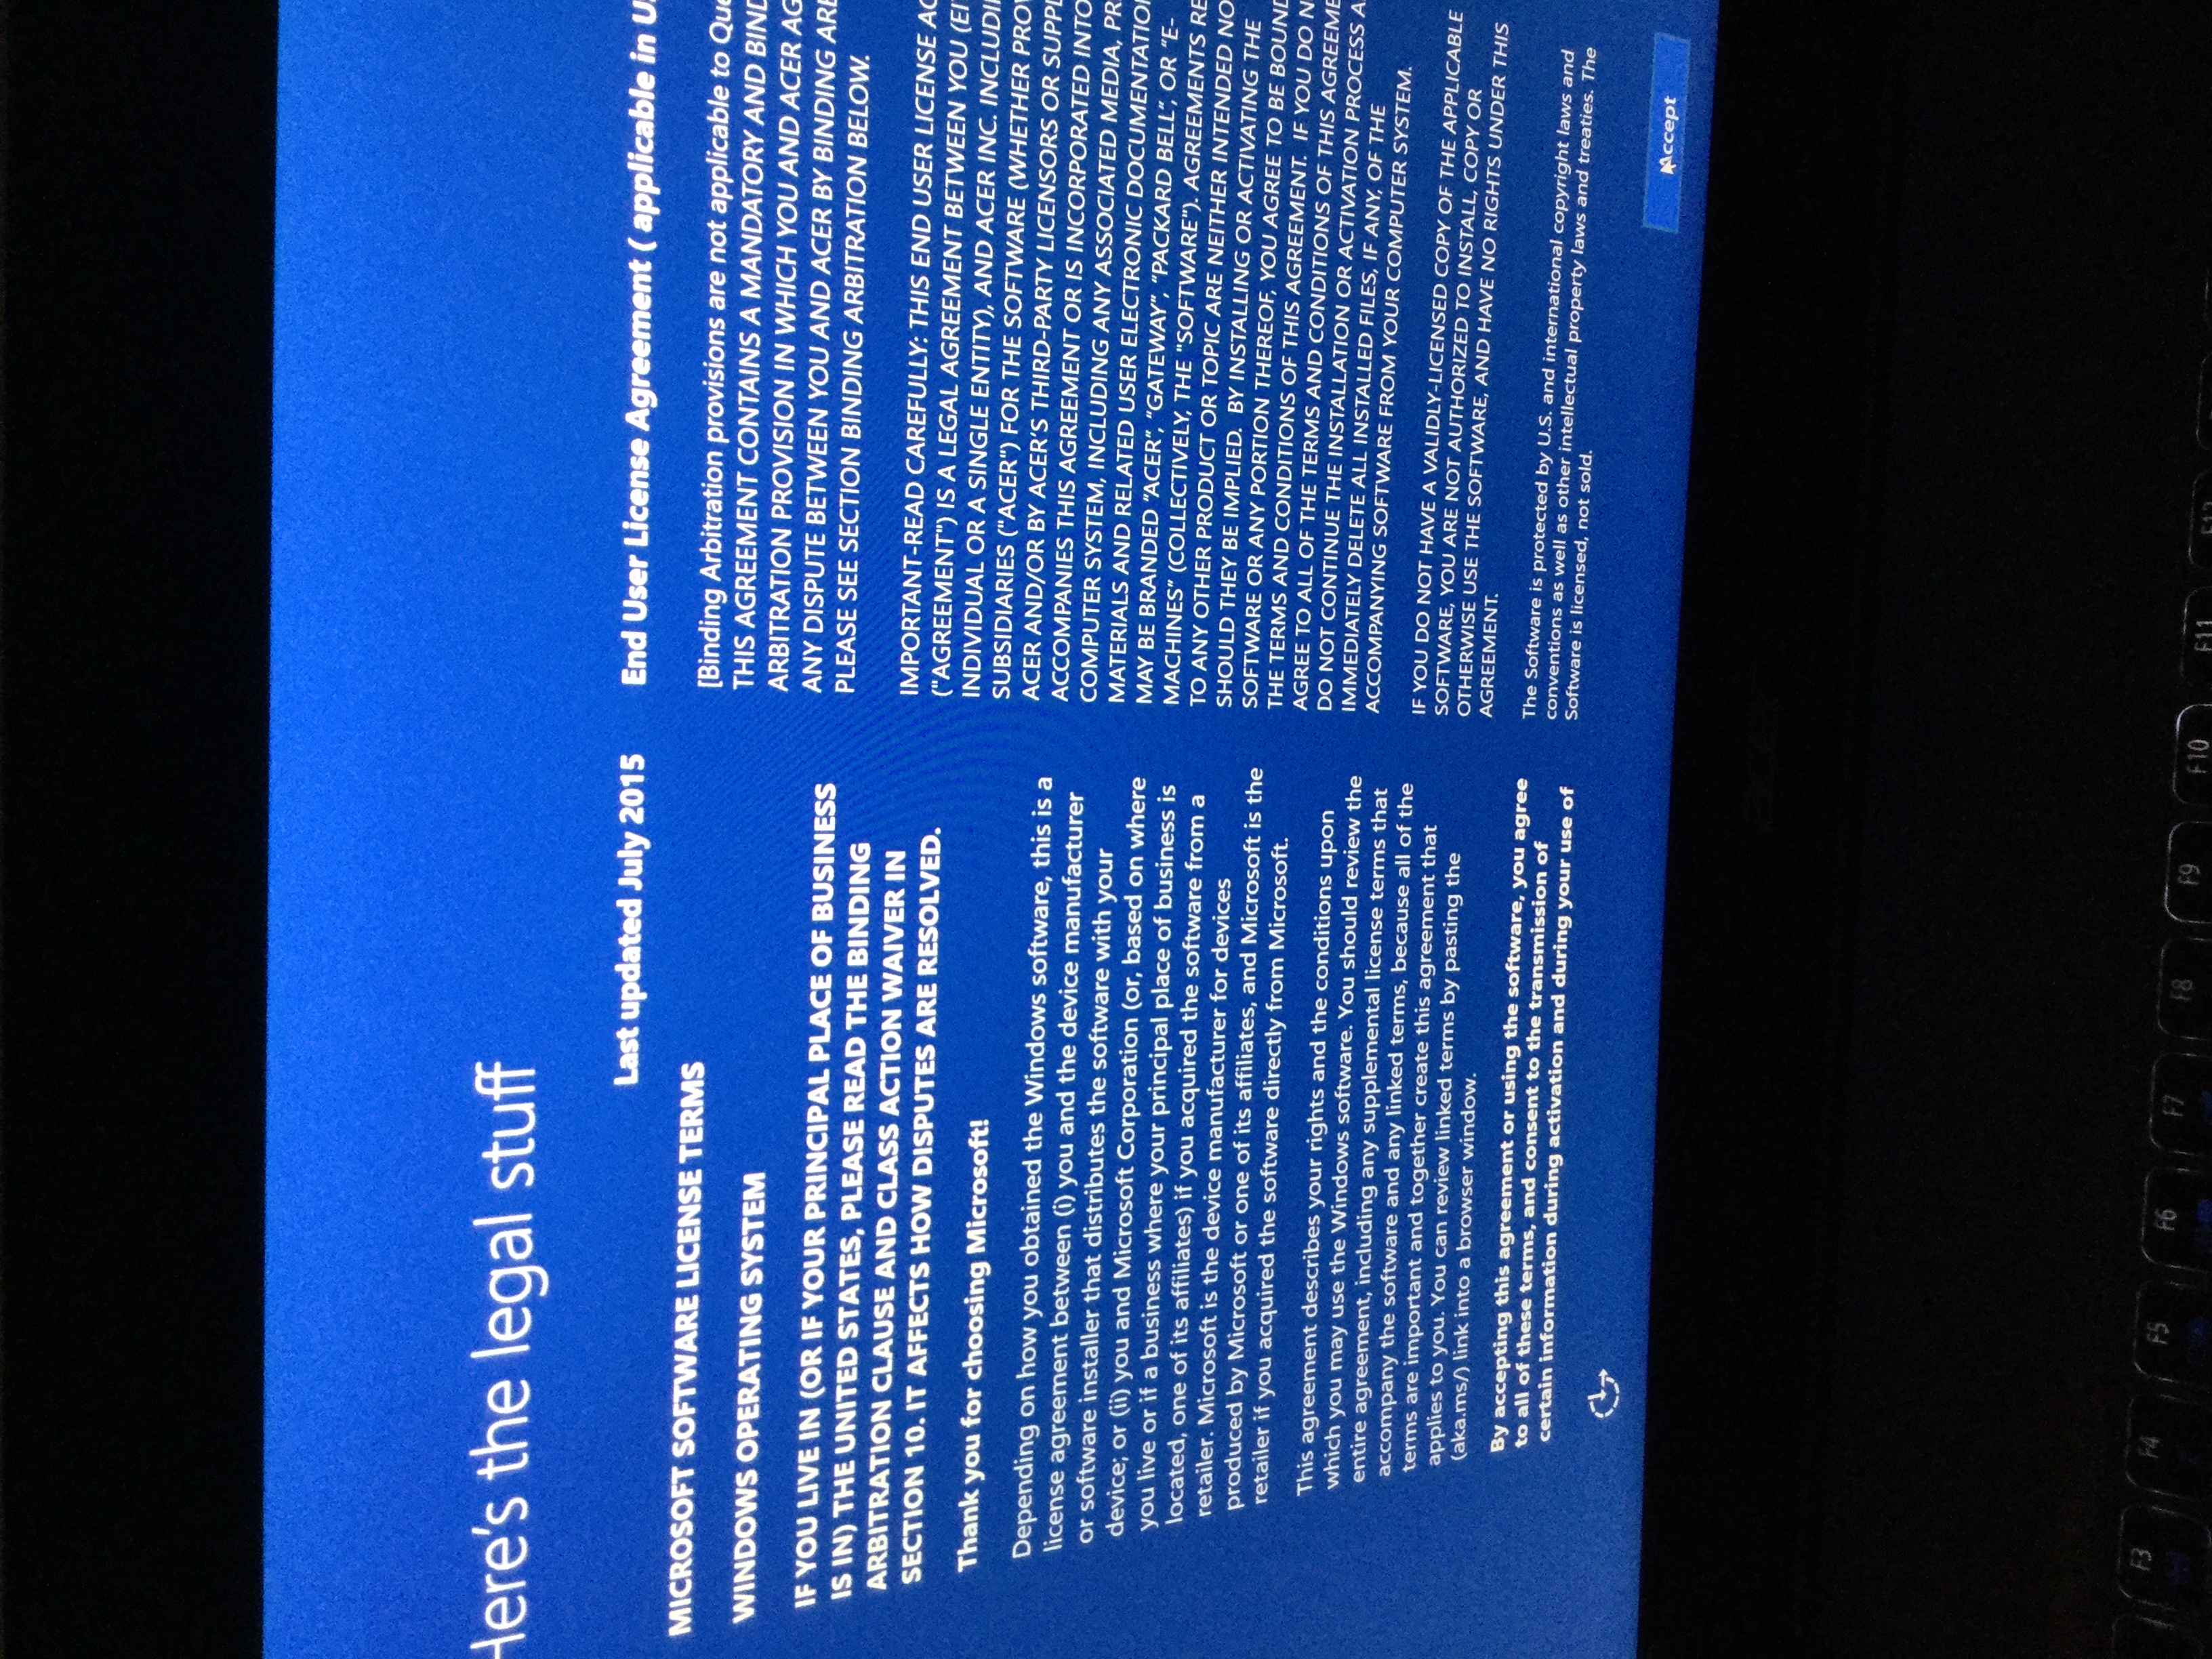 Here's the legal stuff
Last updated July 2015
MICROSOFT SOFTWARE LICENSE TERMS
WINDOWS OPERATING SYSTEM
IF YOU LIVE IN (OR IF YOUR PRINCIPAL PLACE OF BUSINESS
IS IN) THE UNITED STATES, PLEASE READ THE BINDING
ARBITRATION CLAUSE AND CLASS ACTION WAIVER IN
SECTION 10. IT AFFECTS HOW DISPUTES ARE RESOLVED.
Thank you for choosing Microsoft!
Depending on how you obtained the Windows software, this is a
license agreement between (i) you and the device manufacturer
or software installer that distributes the software with your
device; or (ii) you and Microsoft Corporation (or, based on where
you live or if a business where your principal place of business is
located, one of its affiliates) if you acquired the software from a
retailer. Microsoft is the device manufacturer for devices
produced by Microsoft or one of its affiliates, and Microsoft is the
retailer if you acquired the software directly from Microsoft.
This agreement describes your rights and the conditions upon
which you may use the Windows software. You should review the
entire agreement, including any supplemental license terms that
accompany the software and any linked terms, because all of the
terms are important and together create this agreement that
applies to you. You can review linked terms by pasting the
(aka.ms/) link into a browser window.
By accepting this agreement or using the software, you agree
to all of these terms, and consent to the transmission of
certain information during activation and during your use of
End User License Agreement ( applicable in U
[Binding Arbitration provisions are not applicable to Que
THIS AGREEMENT CONTAINS A MANDATORY AND BIND
ARBITRATION PROVISION IN WHICH YOU AND ACER AG
ANY DISPUTE BETWEEN YOU AND ACER BY BINDING ARB
PLEASE SEE SECTION BINDING ARBITRATION BELOW.
IMPORTANT-READ CAREFULLY: THIS END USER LICENSE AG
("AGREEMENT") IS A LEGAL AGREEMENT BETWEEN YOU (EI
INDIVIDUAL OR A SINGLE ENTITY), AND ACER INC. INCLUDI
SUBSIDIARIES ("ACER") FOR THE SOFTWARE (WHETHER PROV
ACER AND/OR BY ACER'S THIRD-PARTY LICENSORS OR SUPPL
ACCOMPANIES THIS AGREEMENT OR IS INCORPORATED INTO
COMPUTER SYSTEM, INCLUDING ANY ASSOCIATED MEDIA, PR
MATERIALS AND RELATED USER ELECTRONIC DOCUMENTATIO
MAY BE BRANDED "ACER", "GATEWAY", "PACKARD BELL", OR "E-
MACHINES" (COLLECTIVELY, THE "SOFTWARE"). AGREEMENTS RE
TO ANY OTHER PRODUCT OR TOPIC ARE NEITHER INTENDED NO
SHOULD THEY BE IMPLIED. BY INSTALLING OR ACTIVATING THE
SOFTWARE OR ANY PORTION THEREOF, YOU AGREE TO BE BOUND
THE TERMS AND CONDITIONS OF THIS AGREEMENT. IF YOU DO N
AGREE TO ALL OF THE TERMS AND CONDITIONS OF THIS AGREEME
DO NOT CONTINUE THE INSTALLATION OR ACTIVATION PROCESS A
IMMEDIATELY DELETE ALL INSTALLED FILES, IF ANY, OF THE
ACCOMPANYING SOFTWARE FROM YOUR COMPUTER SYSTEM.
IF YOU DO NOT HAVE A VALIDLY-LICENSED COPY OF THE APPLICABLE
SOFTWARE, YOU ARE NOT AUTHORIZED TO INSTALL, COPY OR
OTHERWISE USE THE SOFTWARE, AND HAVE NO RIGHTS UNDER THIS
AGREEMENT.
The Software is protected by U.S. and international copyright laws and
conventions as well as other intellectual property laws and treaties. The
Software is licensed, not sold.
Accept
acer
F3 F4 F5 F6 F7 F8 F9 F10 F11 F12